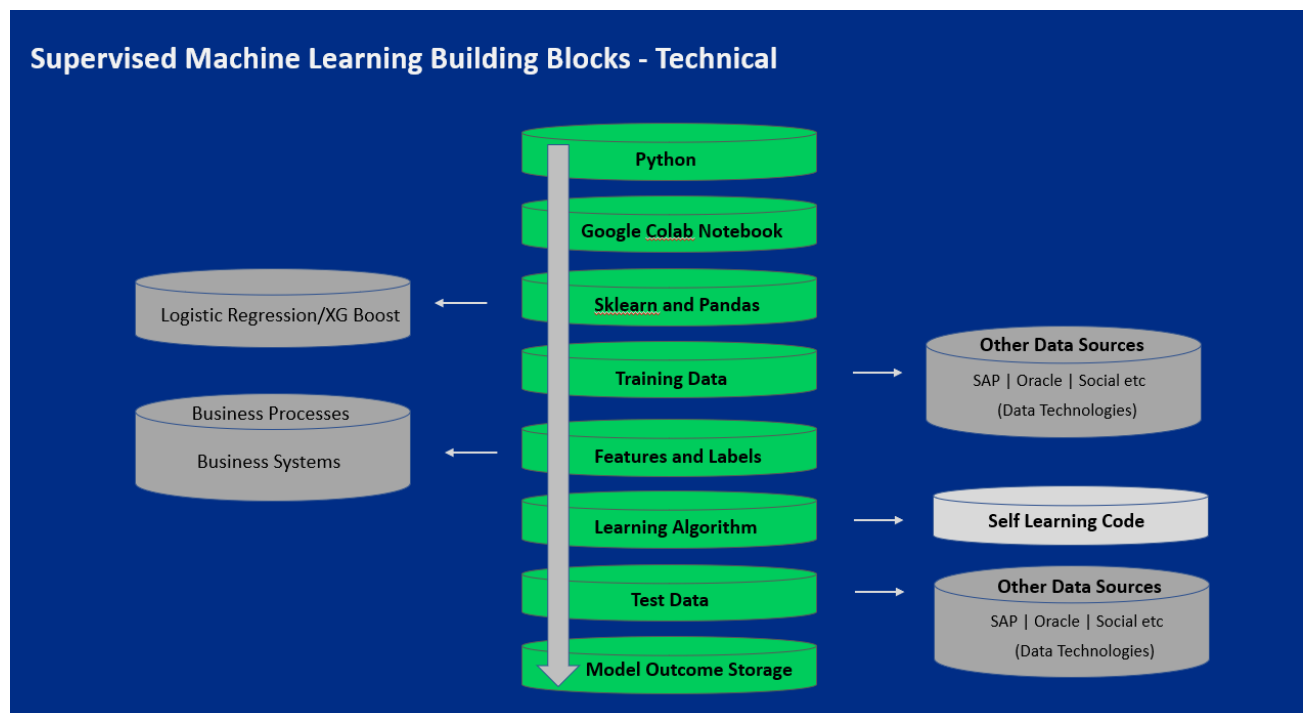 Supervised Machine Learning Building Blocks - Technical
Python
Google Colab Notebook
Sklearn and Pandas
Logistic Regression/XG Boost
Training Data
Other Data Sources
SAP | Oracle | Social etc
(Data Technologies)
Features and Labels
Business Processes
Business Systems
Learning Algorithm
Self Learning Code
Test Data
Other Data Sources
SAP | Oracle | Social etc
(Data Technologies)
Model Outcome Storage